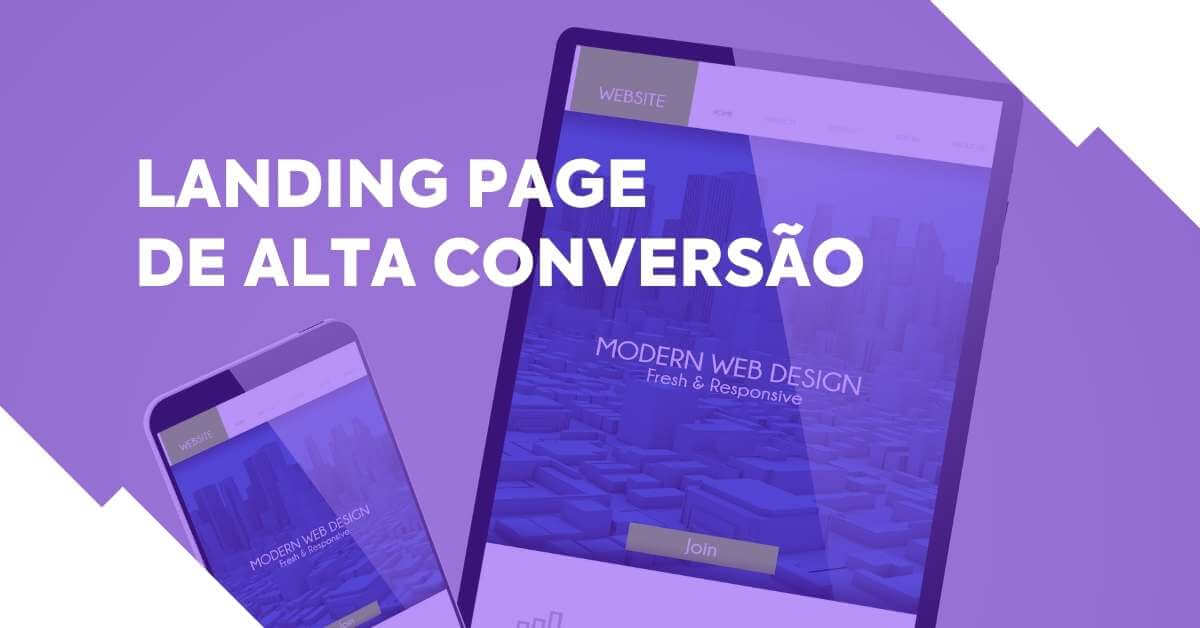 LANDING PAGE
DE ALTA CONVERSÃO
WEBSITE
HOME
MODERN WEB DESIGN
Fresh & Responsive
Join
WEBSITE
MODERN WEB DESIGN
Fresh & Responsive
Join